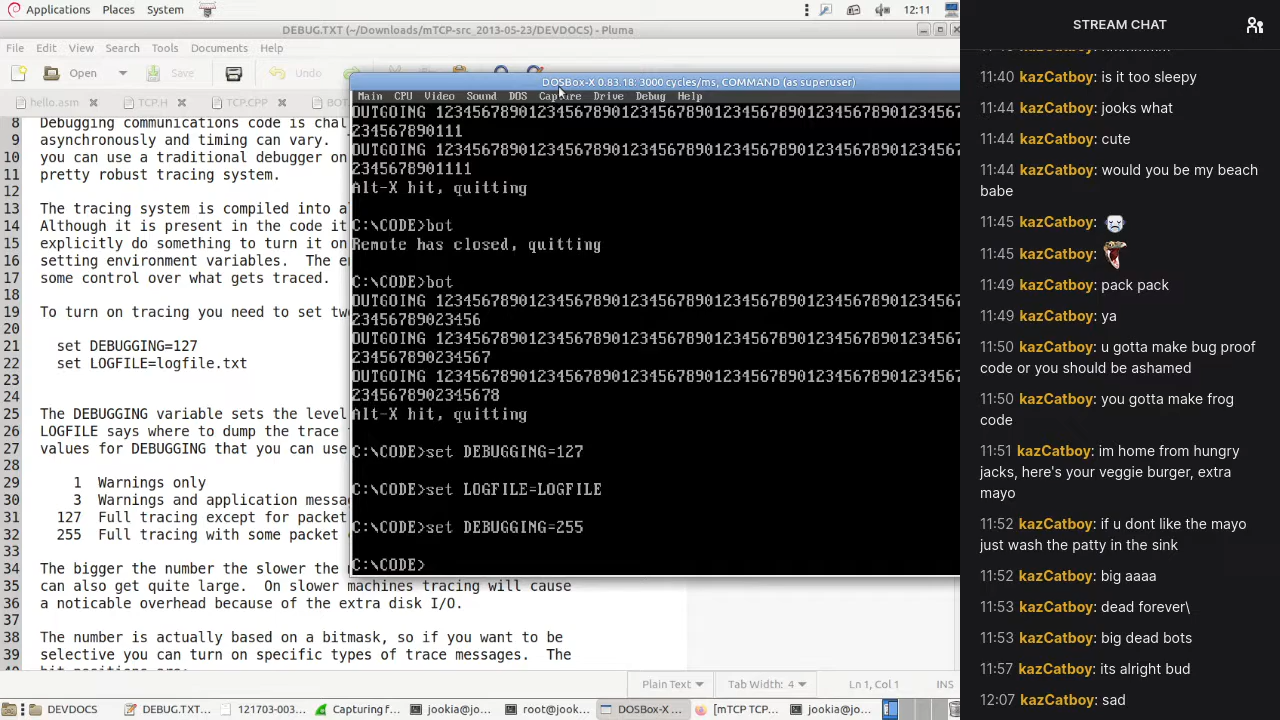 Applications Places System 12:11
DEBUG.TXT (~/Downloads/mTCP-src_2013-05-23/DEVDOCS) - Pluma
File Edit View Search Tools Documents Help
Open Save Undo
hello.asm TCP.H TCP.CPP BOT
8 Debugging communications code is chal
9 asynchronously and timing can vary.
10 you can use a traditional debugger on
11 pretty robust tracing system.
12
13 The tracing system is compiled into al
14 Although it is present in the code it
15 explicitly do something to turn it on
16 setting environment variables. The e
17 some control over what gets traced.
18
19 To turn on tracing you need to set tw
20
21 set DEBUGGING=127
22 set LOGFILE=logfile.txt
23
24
25 The DEBUGGING variable sets the level
26 LOGFILE says where to dump the trace
27 values for DEBUGGING that you can use
28
29 1 Warnings only
30 3 Warnings and application messa
31 127 Full tracing except for packet
32 255 Full tracing with some packet
33
34 The bigger the number the slower the
35 can also get quite large. On slower machines tracing will cause
36 a noticable overhead because of the extra disk I/O.
37
38 The number is actually based on a bitmask, so if you want to be
39 selective you can turn on specific types of trace messages. The
Plain Text Tab Width: 4 Ln 1, Col 1 INS
DOSBox-X 0.83.18: 3000 cycles/ms, COMMAND (as superuser)
Main CPU Video Sound DOS Capture Drive Debug Help
OUTGOING 12345678901234567890123456789012345678901234567
234567890111
OUTGOING 12345678901234567890123456789012345678901234567
2345678901111
Alt-X hit, quitting
C:\CODE>bot
Remote has closed, quitting
C:\CODE>bot
OUTGOING 12345678901234567890123456789012345678901234567
23456789023456
OUTGOING 12345678901234567890123456789012345678901234567
234567890234567
OUTGOING 12345678901234567890123456789012345678901234567
2345678902345678
Alt-X hit, quitting
C:\CODE>set DEBUGGING=127
C:\CODE>set LOGFILE=LOGFILE
C:\CODE>set DEBUGGING=255
C:\CODE>
DEVDOCS DEBUG.TXT... 121703-003... Capturing f... jookia@jo... root@jooki... DOSBox-X ... [mTCP TCP... jookia@jo...
STREAM CHAT
11:40 kazCatboy: is it too sleepy
11:44 kazCatboy: jooks what
11:44 kazCatboy: cute
11:44 kazCatboy: would you be my beach
babe
11:45 kazCatboy:
11:45 kazCatboy:
11:49 kazCatboy: pack pack
11:49 kazCatboy: ya
11:50 kazCatboy: u gotta make bug proof
code or you should be ashamed
11:50 kazCatboy: you gotta make frog
code
11:51 kazCatboy: im home from hungry
jacks, here's your veggie burger, extra
mayo
11:52 kazCatboy: if u dont like the mayo
just wash the patty in the sink
11:52 kazCatboy: big aaaa
11:53 kazCatboy: dead forever\
11:53 kazCatboy: big dead bots
11:57 kazCatboy: its alright bud
12:07 kazCatboy: sad